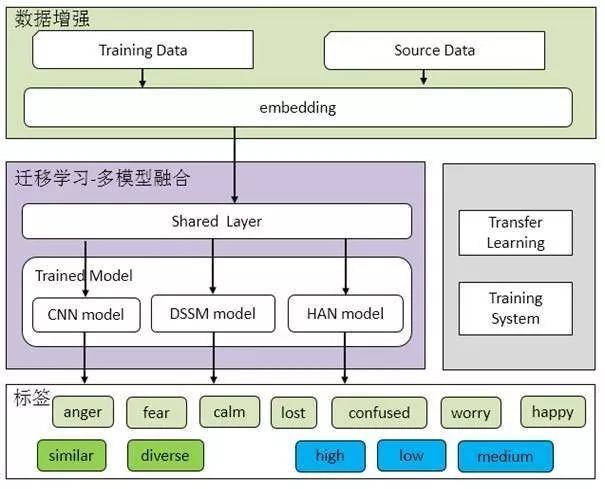 数据增强
Training Data
Source Data
embedding
迁移学习-多模型融合
Shared Layer
Trained Model
CNN model
DSSM model
HAN model
Transfer
Learning
Training
System
标签
anger
fear
calm
lost
confused
worry
happy
similar
diverse
high
low
medium